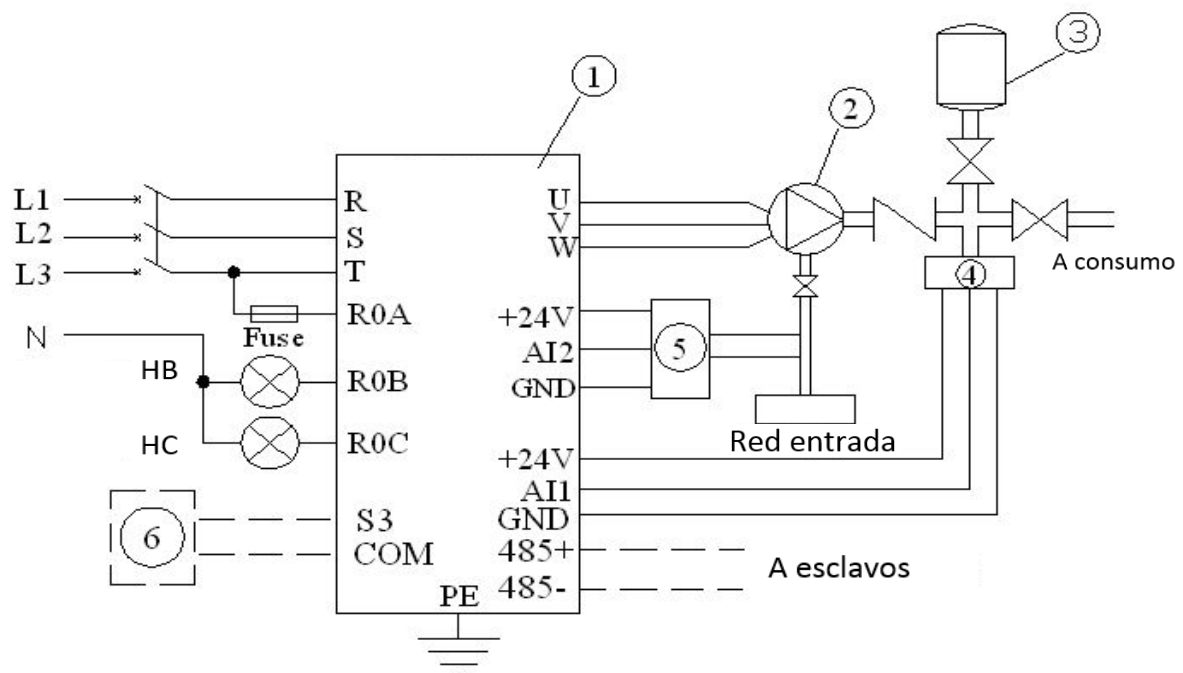 3
1
2
L1
R
U
L2
S
V
W
L3
T
4
A consumo
N
Fuse
R0A
+24V
HB
R0B
AI2
5
GND
HC
R0C
Red entrada
+24V
AI1
6
S3
GND
COM
485+
A esclavos
485-
PE